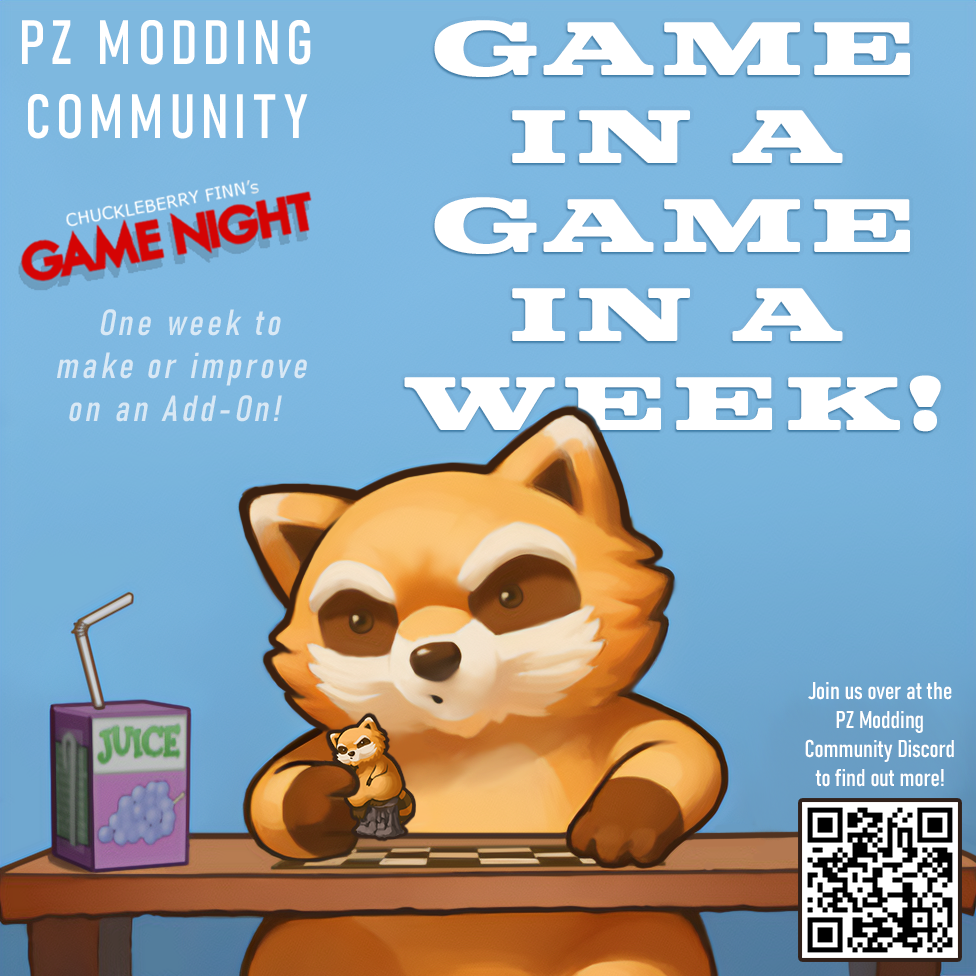 PZ MODDING
COMMUNITY
CHUCKLEBERRY FINN's
GAME NIGHT
One week to
make or improve
on an Add-On!
GAME
IN A
GAME
IN A
WEEK!
JUICE
Join us over at the
PZ Modding
Community Discord
to find out more!